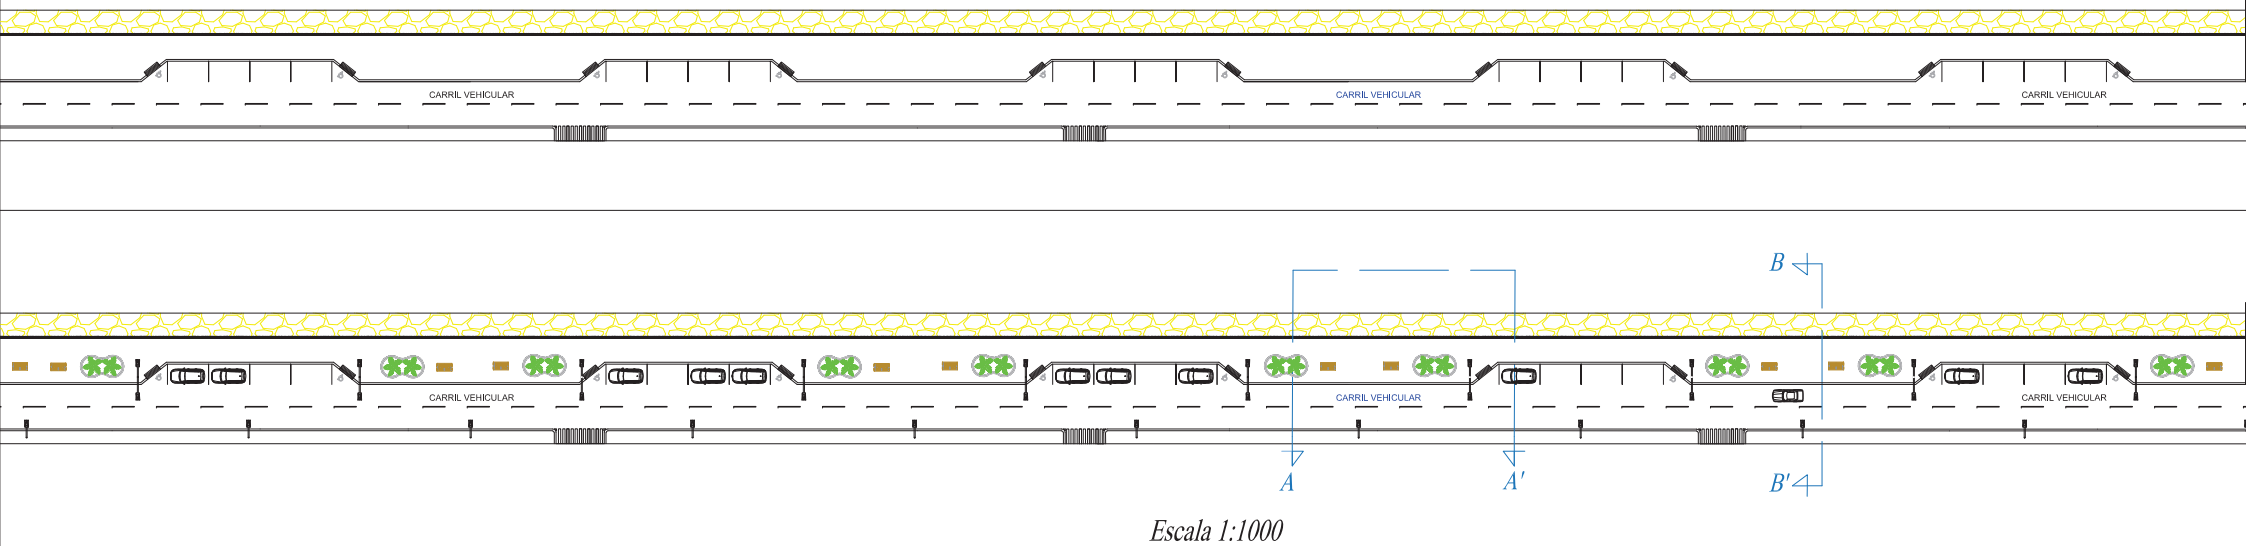 CARRIL VEHICULAR CARRIL VEHICULAR CARRIL VEHICULAR
B
CARRIL VEHICULAR CARRIL VEHICULAR CARRIL VEHICULAR
A A' B'
Escala 1:1000